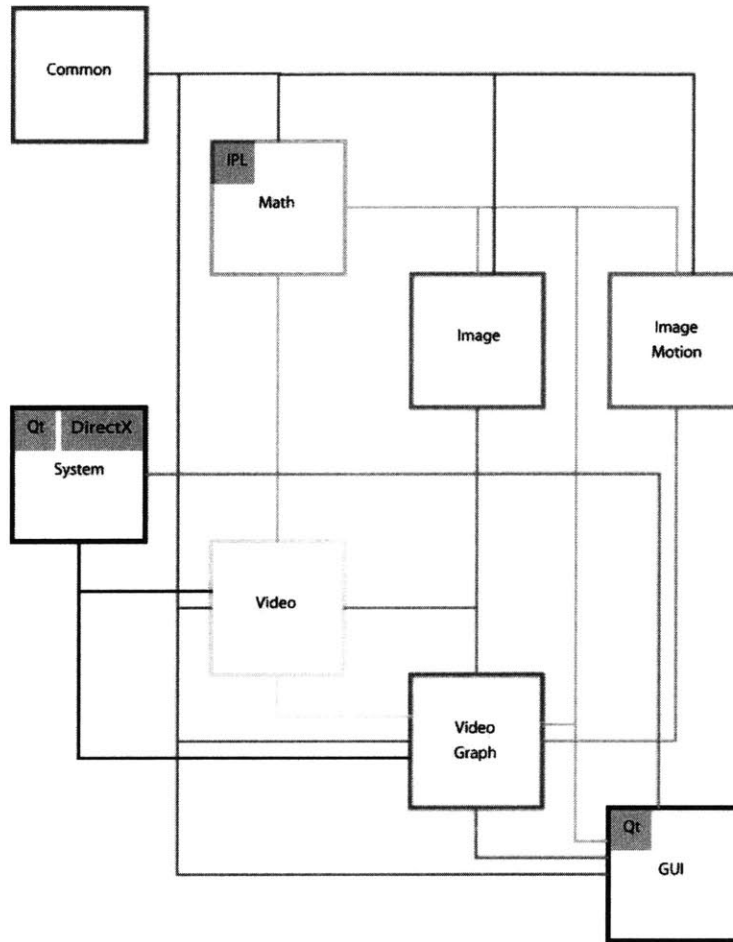 Common
IPL
Math
Image
Image
Motion
Qt DirectX
System
Video
Video
Graph
Qt
GUI